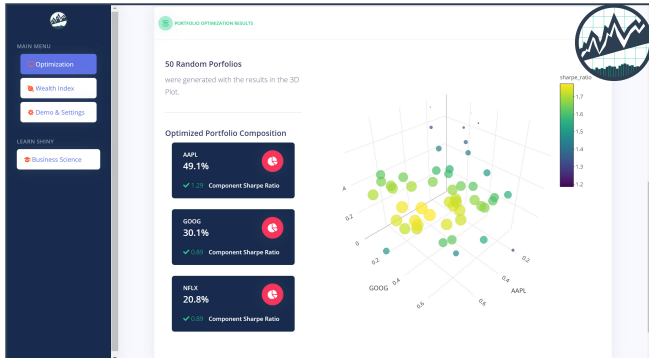 MAIN MENU
Optimization
Wealth Index
Demo & Settings
LEARN SHINY
Business Science
PORTFOLIO OPTIMIZATION RESULTS
50 Random Porfolios
were generated with the results in the 3D
Plot.
Optimized Portfolio Composition
AAPL
49.1%
1.29 Component Sharpe Ratio
GOOG
30.1%
0.89 Component Sharpe Ratio
NFLX
20.8%
0.89 Component Sharpe Ratio
sharpe_ratio
1.7
1.6
1.5
1.4
1.3
1.2
0.2
0
0.2
0.4
0.6
GOOG
0.2
0.4
0.6
AAPL